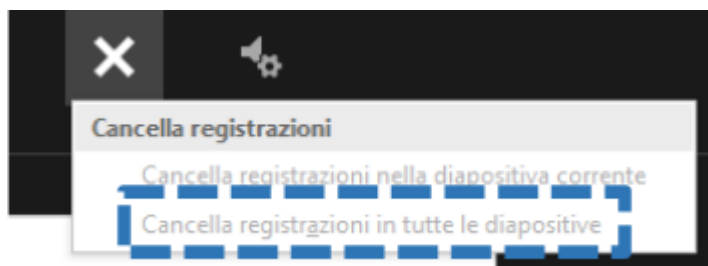 Cancella registrazioni
Cancella registrazioni nella diapositiva corrente
Cancella registrazioni in tutte le diapositive